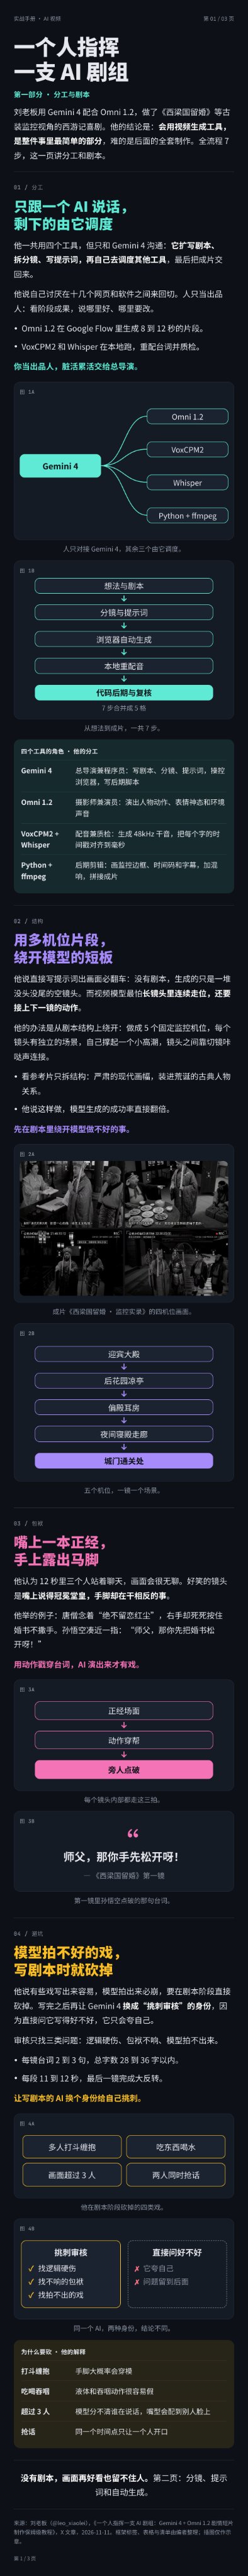 实战手册 · AI 视频
第 01 / 03 页
一个人指挥
一支 AI 剧组
第一部分 · 分工与剧本
刘老板用 Gemini 4 配合 Omni 1.2，做了《西梁国留婚》等古
装监控视角的西游记喜剧。他的结论是：会用视频生成工具，
是整件事里最简单的部分，难的是后面的全套制作。全流程 7
步，这一页讲分工和剧本。
01 / 分工
只跟一个 AI 说话，
剩下的由它调度
他一共用四个工具，但只和 Gemini 4 沟通：它扩写剧本、
拆分镜、写提示词，再自己去调度其他工具，最后把成片交
回来。
他说自己讨厌在十几个网页和软件之间来回切。人只当出品
人：看阶段成果，说哪里好、哪里要改。
• Omni 1.2 在 Google Flow 里生成 8 到 12 秒的片段。
• VoxCPM2 和 Whisper 在本地跑，重配台词并质检。
你当出品人，脏活累活交给总导演。
图 1A
Gemini 4
Omni 1.2
VoxCPM2
Whisper
Python + ffmpeg
人只对接 Gemini 4，其余三个由它调度。
图 1B
想法与剧本
分镜与提示词
浏览器自动生成
本地重配音
代码后期与复核
7 步合并成 5 格
从想法到成片，一共 7 步。
四个工具的角色 · 他的分工
Gemini 4
总导演兼程序员：写剧本、分镜、提示词，操控
浏览器，写后期脚本
Omni 1.2
摄影师兼演员：演出人物动作、表情神态和环境
声音
VoxCPM2 +
Whisper
配音兼质检：生成 48kHz 干音，把每个字的时
间戳对齐到毫秒
Python +
ffmpeg
后期剪辑：画监控边框、时间码和字幕，加混
响，拼接成片
02 / 结构
用多机位片段，
绕开模型的短板
他说直接写提示词出画面必翻车：没有剧本，生成的只是一堆
没头没尾的空镜头。而视频模型最怕长镜头里连续走位，还要
接上下一镜的动作。
他的办法是从剧本结构上绕开：做成 5 个固定监控机位，每个
镜头有独立的场景，自己撑起一个小高潮，镜头之间靠切镜咔
哒声连接。
• 看参考片只拆结构：严肃的现代画幅，装进荒诞的古典人物
关系。
• 他说这样做，模型生成的成功率直接翻倍。
先在剧本里绕开模型做不好的事。
图 2A
成片《西梁国留婚 · 监控实录》的四机位画面。
图 2B
迎宾大殿
后花园凉亭
偏殿耳房
夜间寝殿走廊
城门通关处
五个机位，一镜一个场景。
03 / 包袱
嘴上一本正经，
手上露出马脚
他认为 12 秒里三个人站着聊天，画面会很无聊。好笑的镜头
是嘴上说得冠冕堂皇，手脚却在干相反的事。
他举的例子：唐僧念着“绝不留恋红尘”，右手却死死按住
婚书不撒手。孙悟空凑近一指：“师父，那你先把婚书松
开呀！”
用动作戳穿台词，AI 演出来才有戏。
图 3A
正经场面
动作穿帮
旁人点破
每个镜头内部都走这三拍。
图 3B
“
师父，那你手先松开呀！
— 《西梁国留婚》第一镜
第一镜里孙悟空点破的那句台词。
04 / 避坑
模型拍不好的戏，
写剧本时就砍掉
他说有些戏写出来容易，模型拍出来必崩，要在剧本阶段直接
砍引。写完之后再让 Gemini 4 换成“挑刺审核”的身份，因
为直接问它写得好不好，它只会夸自己。
审核只找三类问题：逻辑硬伤、包袱不响、模型拍不出来。
• 每镜台词 2 到 3 句，总字数 28 到 36 字以内。
• 每段 11 到 12 秒，最后一镜完成大反转。
让写剧本的 AI 换个身份给自己挑刺。
图 4A
多人打斗缠抱
吃东西喝水
画面超过 3 人
两人同时抢话
他在剧本阶段砍掉的四类戏。
图 4B
挑刺审核
✓ 找逻辑硬伤
✓ 找不响的包袱
✓ 找拍不出的戏
直接问好不好
✗ 它夸自己
✗ 问题留到后面
同一个 AI，两种身份，结论不同。
为什么要砍 · 他的解释
打斗缠抱
手脚大概率会穿模
吃喝吞咽
液体和吞咽动作很容易假
超过 3 人
模型分不清谁在说话，嘴型会配到别人脸上
抢话
同一个时间点只让一个人开口
没有剧本，画面再好看也留不住人。第二页：分镜、提示
词和自动生成。
第 1 / 3 页